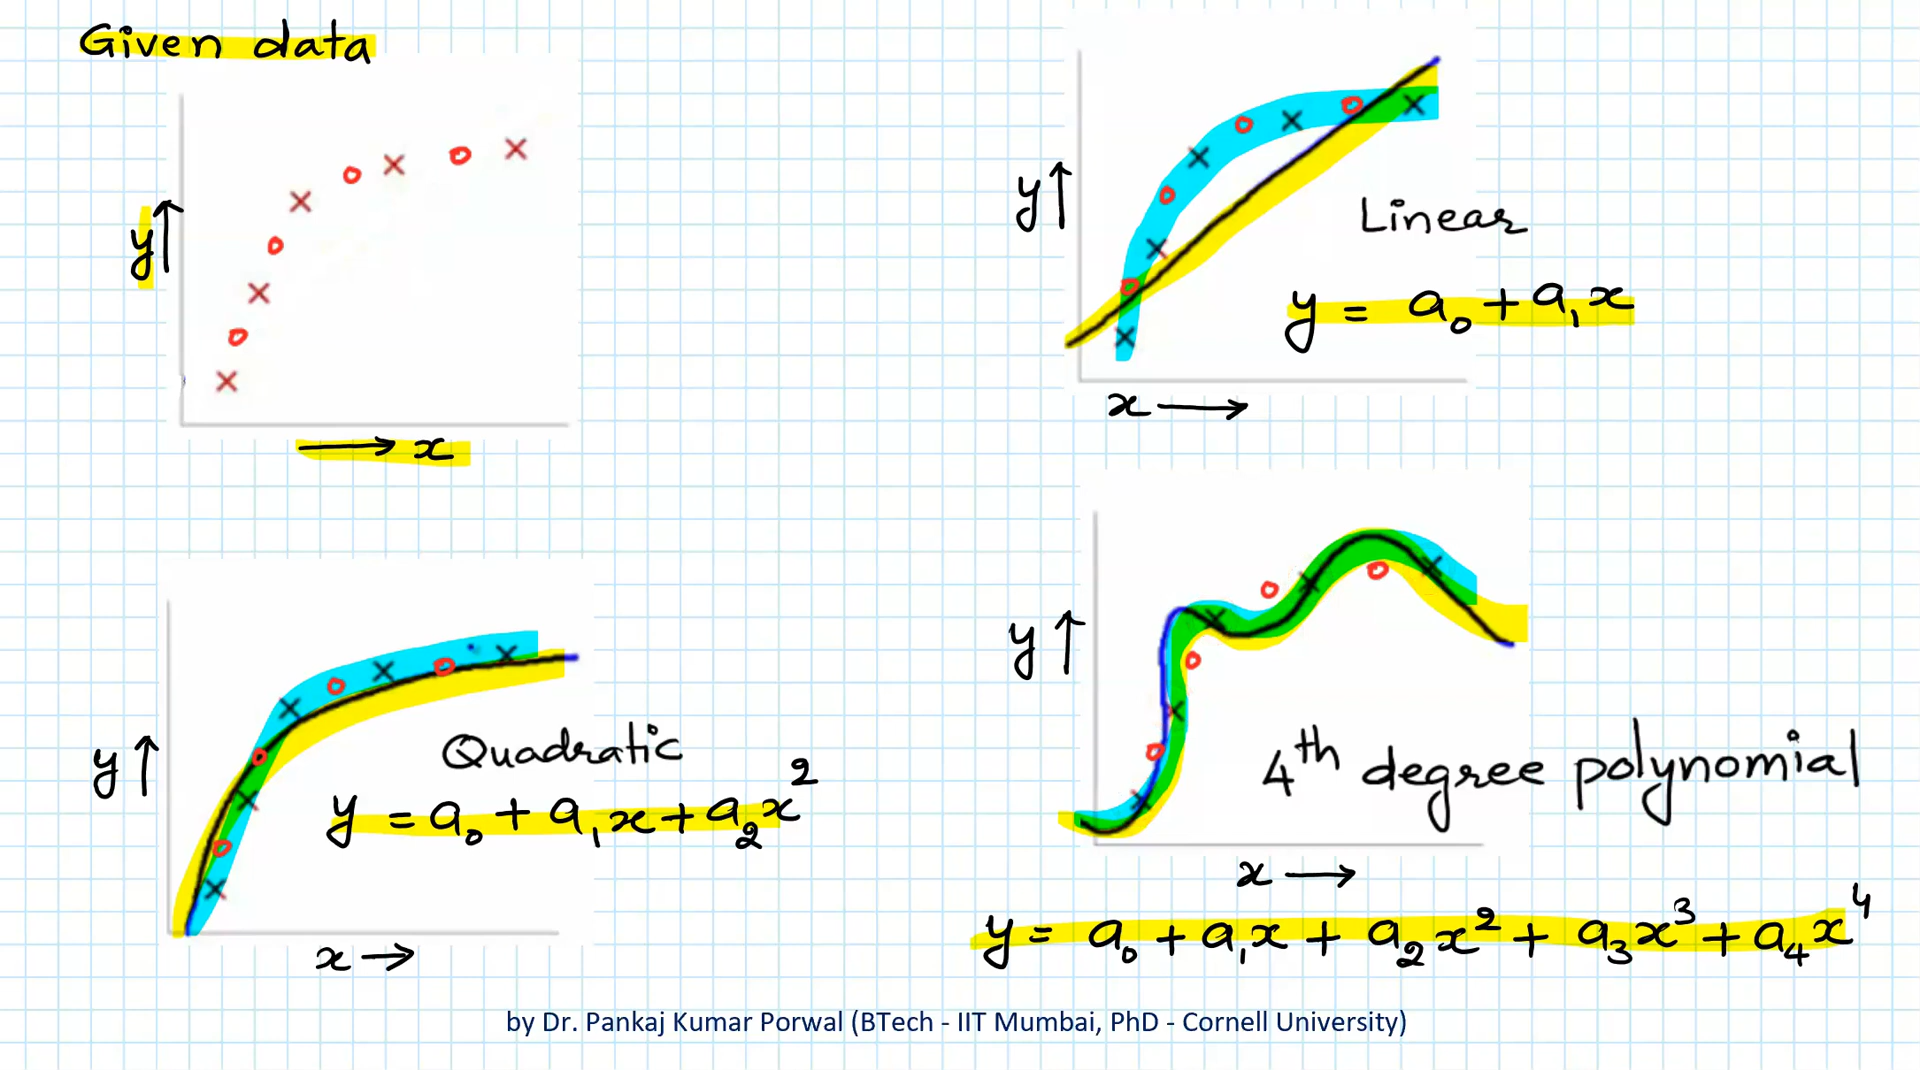 Given data
y↑
→ x
y↑
Linear
y = a₀ + a₁x
x →
y↑
Quadratic
y = a₀ + a₁x + a₂x²
x →
y↑
4th degree polynomial
x →
y = a₀ + a₁x + a₂x² + a₃x³ + a₄x⁴
by Dr. Pankaj Kumar Porwal (BTech - IIT Mumbai, PhD - Cornell University)